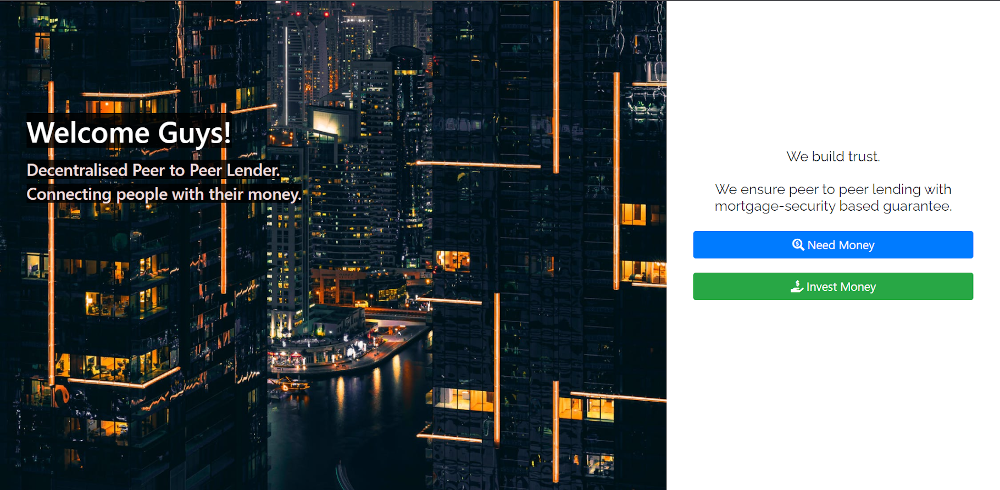 Welcome Guys!
Decentralised Peer to Peer Lender.
Connecting people with their money.
We build trust.
We ensure peer to peer lending with
mortgage-security based guarantee.
Need Money
Invest Money